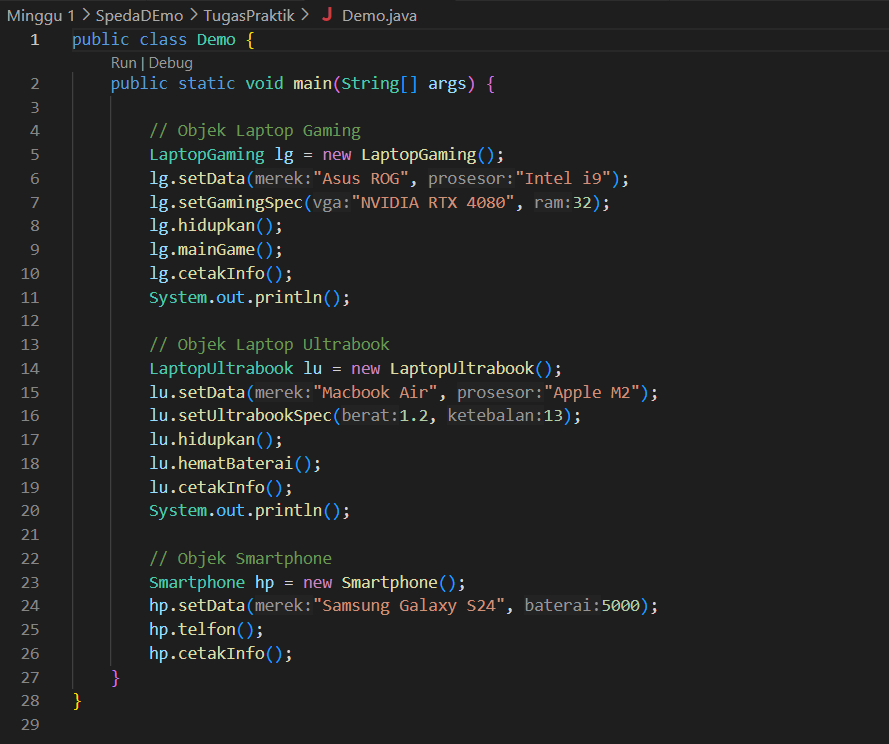 Minggu 1 > SpedaDEmo > TugasPraktik > J Demo.java
1 public class Demo {
Run | Debug
2 public static void main(String[] args) {
3
4 // Objek Laptop Gaming
5 LaptopGaming lg = new LaptopGaming();
6 lg.setData(merek:"Asus ROG", prosesor:"Intel i9");
7 lg.setGamingSpec(vga:"NVIDIA RTX 4080", ram:32);
8 lg.hidupkan();
9 lg.mainGame();
10 lg.cetakInfo();
11 System.out.println();
12
13 // Objek Laptop Ultrabook
14 LaptopUltrabook lu = new LaptopUltrabook();
15 lu.setData(merek:"Macbook Air", prosesor:"Apple M2");
16 lu.setUltrabookSpec(berat:1.2, ketebalan:13);
17 lu.hidupkan();
18 lu.hematBaterai();
19 lu.cetakInfo();
20 System.out.println();
21
22 // Objek Smartphone
23 Smartphone hp = new Smartphone();
24 hp.setData(merek:"Samsung Galaxy S24", baterai:5000);
25 hp.telfon();
26 hp.cetakInfo();
27 }
28 }
29